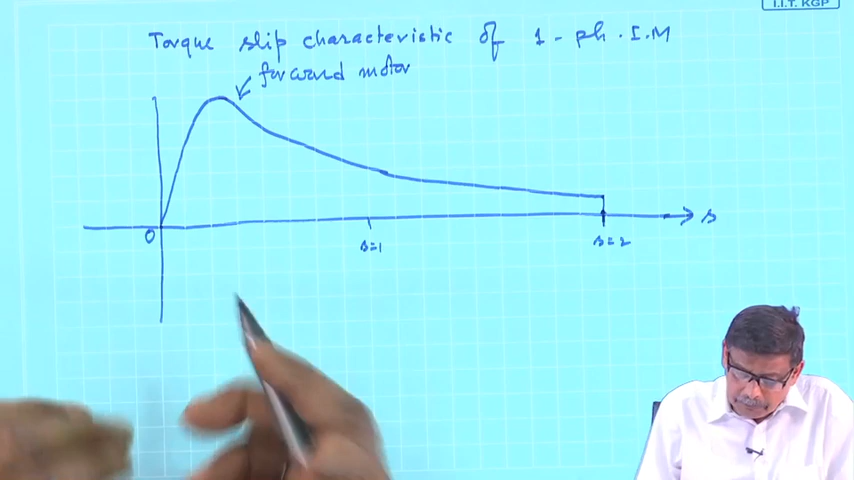 I.I.T. KGP
Torque slip characteristic of 1-ph. I.M
forward motor
0
s=1
s=2
s